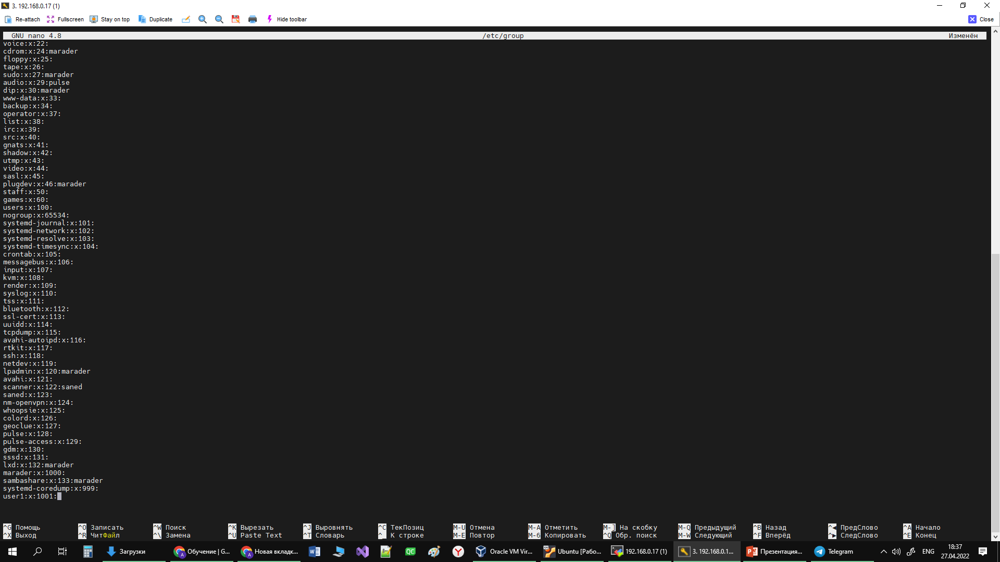 3. 192.168.0.17 (1)
Re-attach Fullscreen Stay on top Duplicate Hide toolbar Close
GNU nano 4.8 /etc/group Изменён
voice:x:22:
cdrom:x:24:marader
floppy:x:25:
tape:x:26:
sudo:x:27:marader
audio:x:29:pulse
dip:x:30:marader
www-data:x:33:
backup:x:34:
operator:x:37:
list:x:38:
irc:x:39:
src:x:40:
gnats:x:41:
shadow:x:42:
utmp:x:43:
video:x:44:
sasl:x:45:
plugdev:x:46:marader
staff:x:50:
games:x:60:
users:x:100:
nogroup:x:65534:
systemd-journal:x:101:
systemd-network:x:102:
systemd-resolve:x:103:
systemd-timesync:x:104:
crontab:x:105:
messagebus:x:106:
input:x:107:
kvm:x:108:
render:x:109:
syslog:x:110:
tss:x:111:
bluetooth:x:112:
ssl-cert:x:113:
uuidd:x:114:
tcpdump:x:115:
avahi-autoipd:x:116:
rtkit:x:117:
ssh:x:118:
netdev:x:119:
lpadmin:x:120:marader
avahi:x:121:
scanner:x:122:saned
saned:x:123:
nm-openvpn:x:124:
whoopsie:x:125:
colord:x:126:
geoclue:x:127:
pulse:x:128:
pulse-access:x:129:
gdm:x:130:
sssd:x:131:
lxd:x:132:marader
marader:x:1000:
sambashare:x:133:marader
systemd-coredump:x:999:
user1:x:1001:
^G Помощь ^O Записать ^W Поиск ^K Вырезать ^J Выровнять ^C ТекПозиц M-U Отмена M-A Отметить M-] На скобку M-Q Предыдущий ^B Назад ^◀ ПредСлово ^A Начало
^X Выход ^R ЧитФайл ^\ Замена ^U Paste Text ^T Словарь ^_ К строке M-E Повтор M-6 Копировать ^Q Обр. поиск M-W Следующий ^F Вперёд ^▶ СледСлово ^E Конец
Загрузки Обучение | G... Новая вкладк... QC Oracle VM Vir... Ubuntu [Рабо... 192.168.0.17 (1) 3. 192.168.0.1... Презентация... Telegram ENG 18:37
27.04.2022